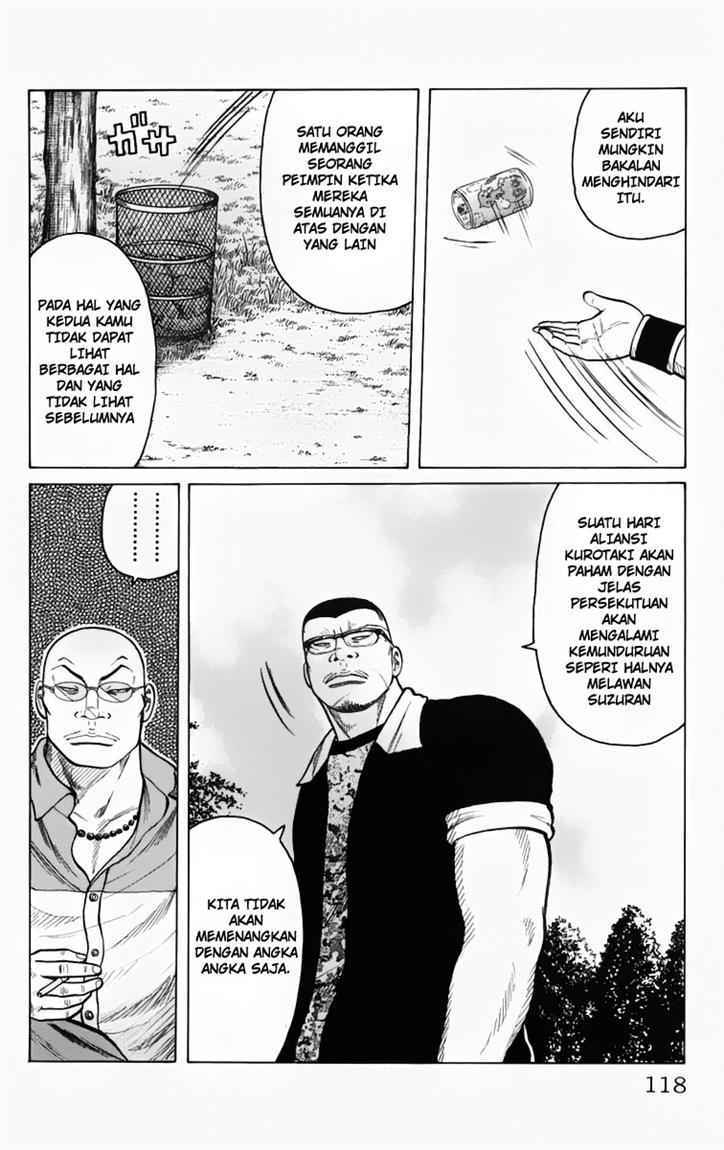 AKU
SENDIRI
MUNGKIN
BAKALAN
MENGHINDARI
ITU.
SATU ORANG
MEMANGGIL
SEORANG
PEIMPIN KETIKA
MEREKA
SEMUANYA DI
ATAS DENGAN
YANG LAIN
ガサ
PADA HAL YANG
KEDUA KAMU
TIDAK DAPAT
LIHAT
BERBAGAI HAL
DAN YANG
TIDAK LIHAT
SEBELUMNYA
SUATU HARI
ALIANSI
KUROTAKI AKAN
PAHAM DENGAN
JELAS
PERSEKUTUAN
AKAN
MENGALAMI
KEMUNDURUAN
SEPERI HALNYA
MELAWAN
SUZURAN
KITA TIDAK
AKAN
MEMENANGKAN
DENGAN ANGKA
ANGKA SAJA.
118